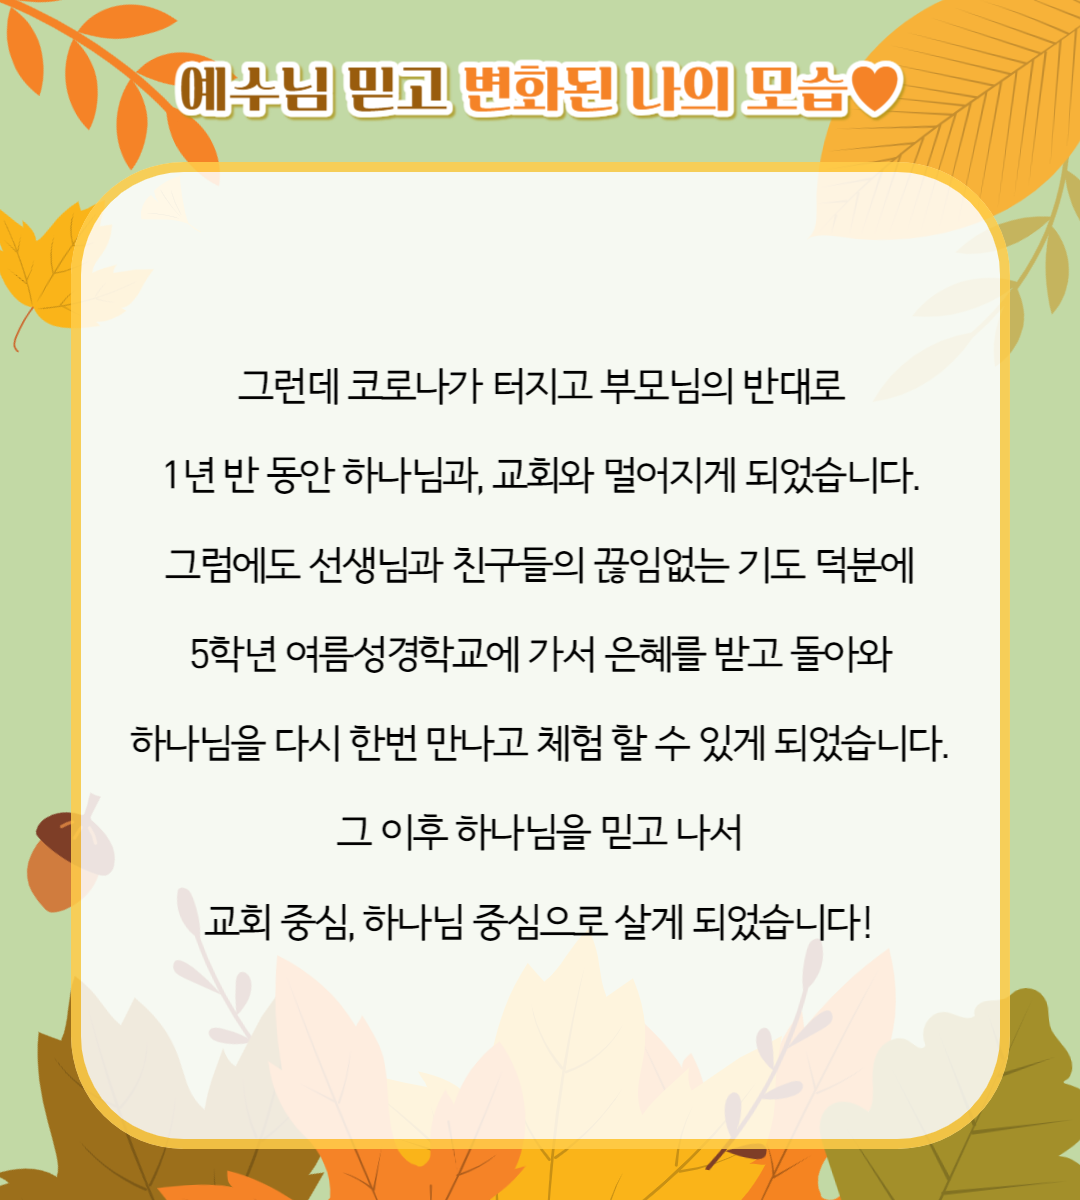 예수님 믿고 변화된 나의 모습♥
그런데 코로나가 터지고 부모님의 반대로
1년 반 동안 하나님과, 교회와 멀어지게 되었습니다.
그럼에도 선생님과 친구들의 끊임없는 기도 덕분에
5학년 여름성경학교에 가서 은혜를 받고 돌아와
하나님을 다시 한번 만나고 체험 할 수 있게 되었습니다.
그 이후 하나님을 믿고 나서
교회 중심, 하나님 중심으로 살게 되었습니다!